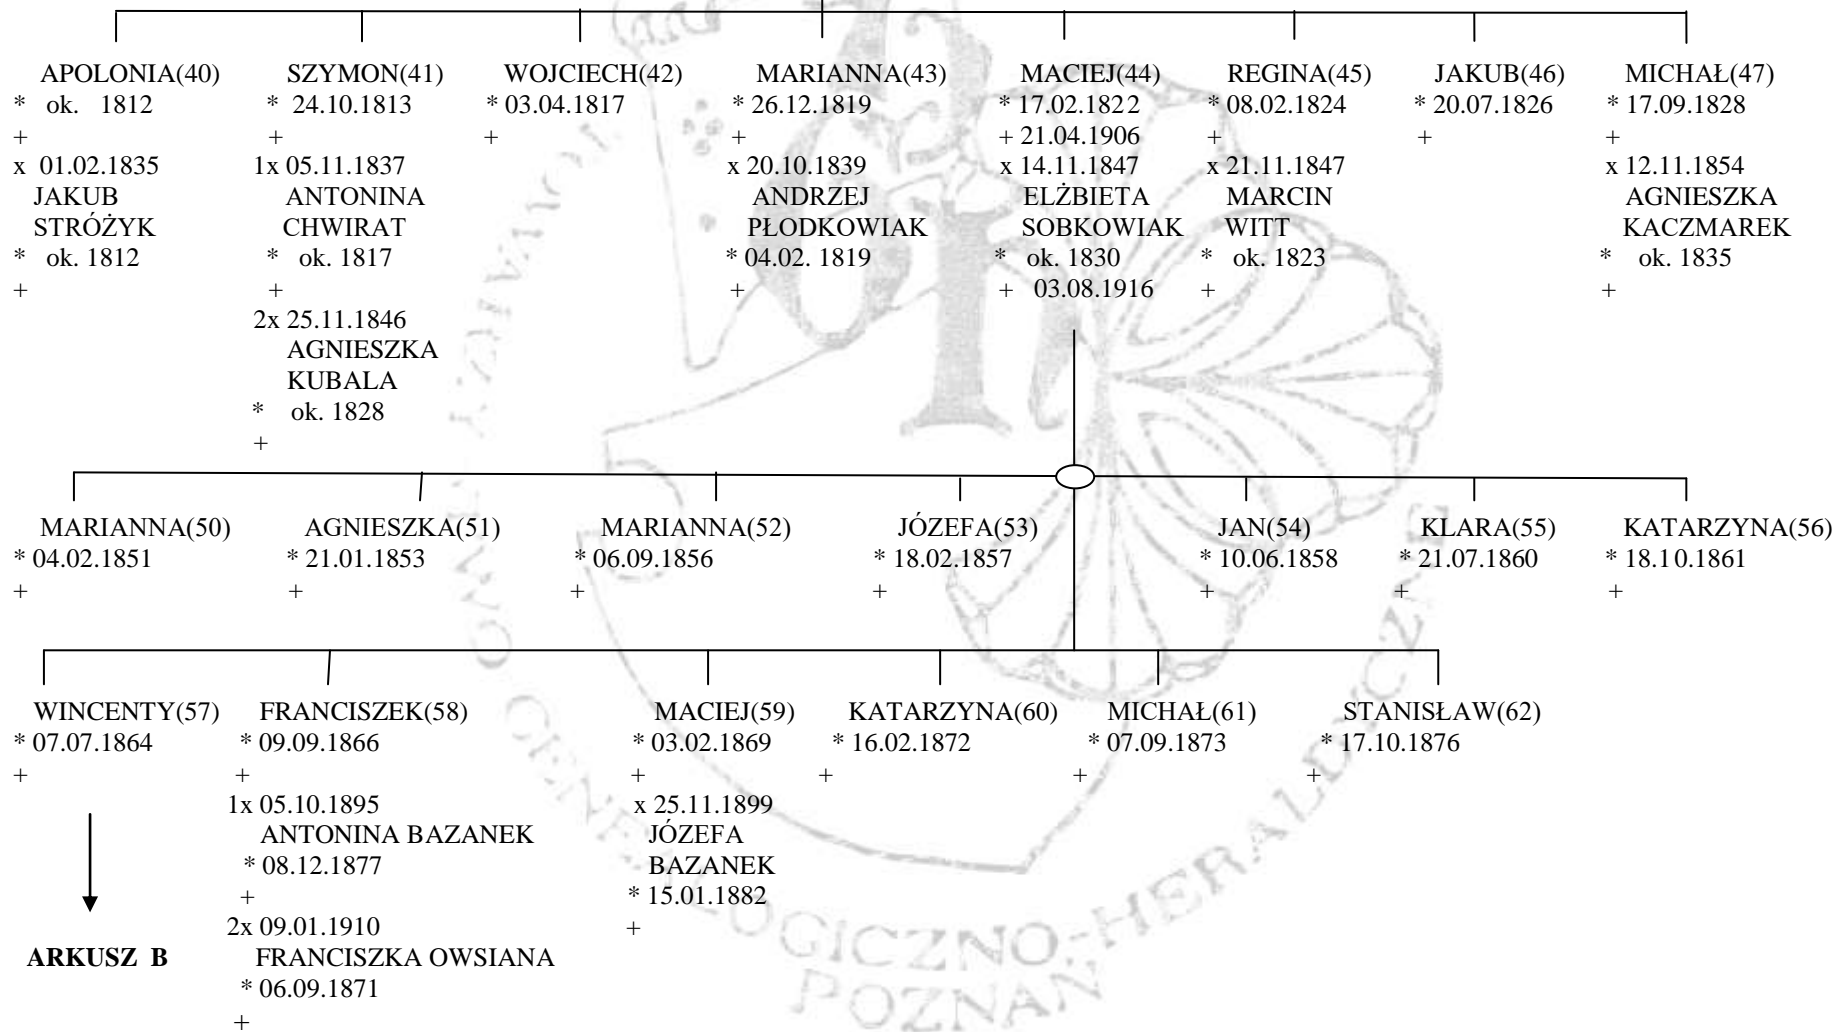 APOLONIA(40) SZYMON(41) WOJCIECH(42) MARIANNA(43) MACIEJ(44) REGINA(45) JAKUB(46) MICHAŁ(47)
* ok. 1812 * 24.10.1813 * 03.04.1817 * 26.12.1819 * 17.02.1822 * 08.02.1824 * 20.07.1826 * 17.09.1828
+ + + + + 21.04.1906 + + +
x 01.02.1835 1x 05.11.1837 x 20.10.1839 x 14.11.1847 x 21.11.1847 x 12.11.1854
JAKUB ANTONINA ANDRZEJ ELŻBIETA MARCIN AGNIESZKA
STRÓŻYK CHWIRAT PŁODKOWIAK SOBKOWIAK WITT KACZMAREK
* ok. 1812 * ok. 1817 * 04.02. 1819 * ok. 1830 * ok. 1823 * ok. 1835
+ + + + 03.08.1916 + +
2x 25.11.1846
AGNIESZKA
KUBALA
* ok. 1828
+
MARIANNA(50) AGNIESZKA(51) MARIANNA(52) JÓZEFA(53) JAN(54) KLARA(55) KATARZYNA(56)
* 04.02.1851 * 21.01.1853 * 06.09.1856 * 18.02.1857 * 10.06.1858 * 21.07.1860 * 18.10.1861
+ + + + + + +
WINCENTY(57) FRANCISZEK(58) MACIEJ(59) KATARZYNA(60) MICHAŁ(61) STANISŁAW(62)
* 07.07.1864 * 09.09.1866 * 03.02.1869 * 16.02.1872 * 07.09.1873 * 17.10.1876
+ + + + + +
1x 05.10.1895 x 25.11.1899
ANTONINA BAZANEK JÓZEFA
* 08.12.1877 BAZANEK
+ * 15.01.1882
2x 09.01.1910 +
ARKUSZ B FRANCISZKA OWSIANA
* 06.09.1871
+
POZNAŃ